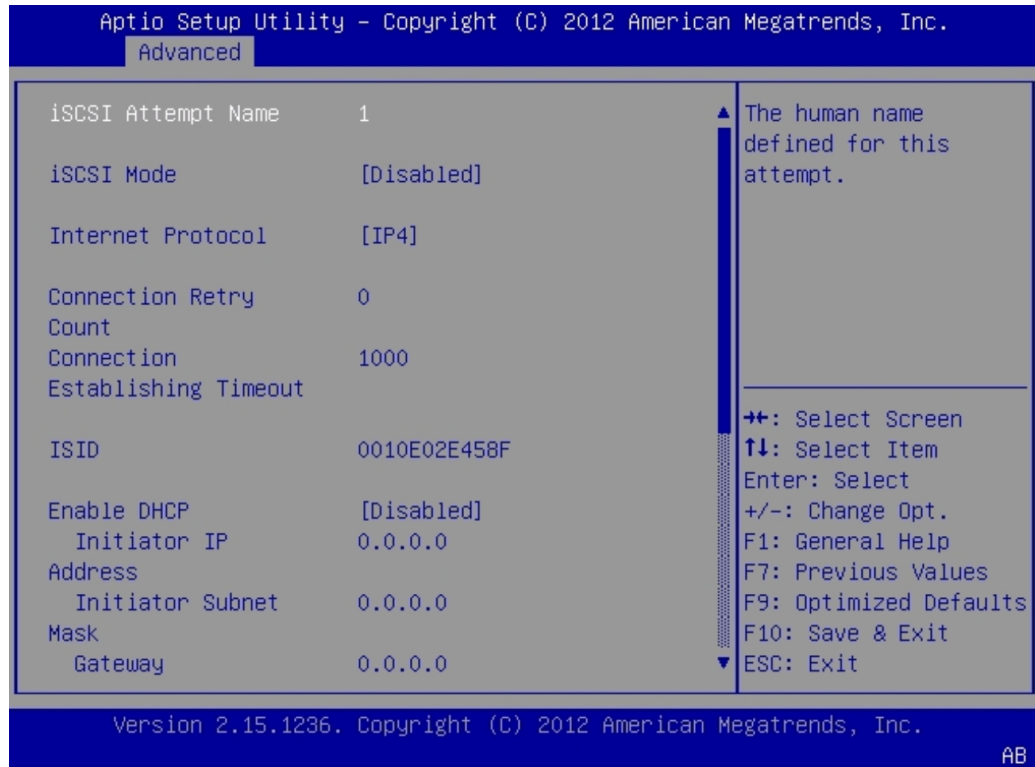 Aptio Setup Utility – Copyright (C) 2012 American Megatrends, Inc.
Advanced
iSCSI Attempt Name 1
iSCSI Mode [Disabled]
Internet Protocol [IP4]
Connection Retry 0
Count
Connection 1000
Establishing Timeout
ISID 0010E02E458F
Enable DHCP [Disabled]
Initiator IP 0.0.0.0
Address
Initiator Subnet 0.0.0.0
Mask
Gateway 0.0.0.0
The human name
defined for this
attempt.
→←: Select Screen
↑↓: Select Item
Enter: Select
+/-: Change Opt.
F1: General Help
F7: Previous Values
F9: Optimized Defaults
F10: Save & Exit
ESC: Exit
Version 2.15.1236. Copyright (C) 2012 American Megatrends, Inc.
AB